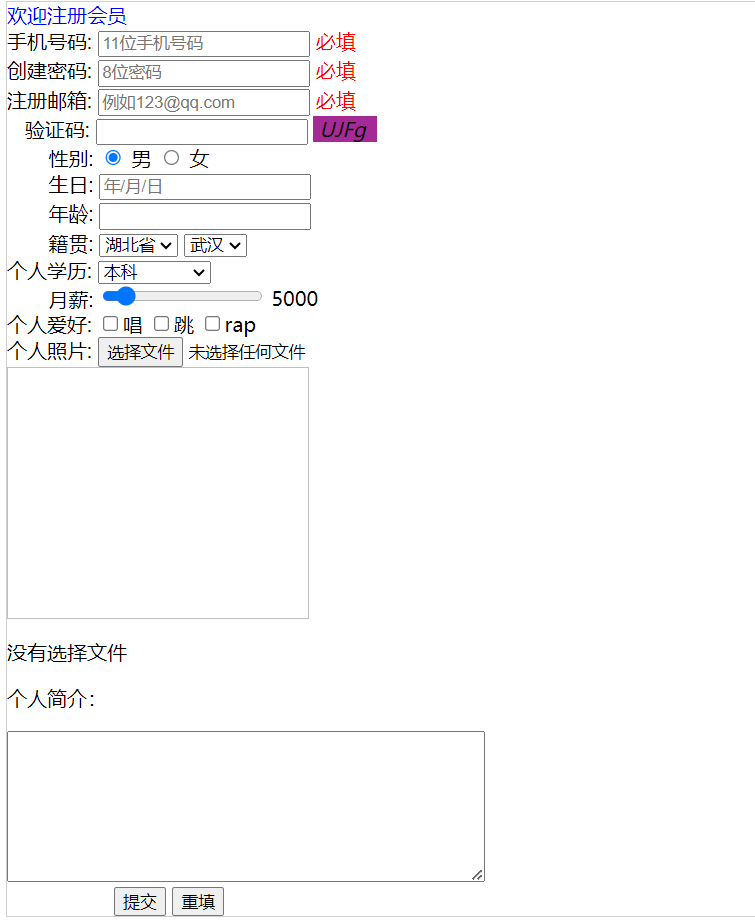 欢迎注册会员
手机号码: 11位手机号码 必填
创建密码: 8位密码 必填
注册邮箱: 例如123@qq.com 必填
验证码: UJFg
性别: 男 女
生日: 年/月/日
年龄:
籍贯: 湖北省 武汉
个人学历: 本科
月薪: 5000
个人爱好: 唱 跳 rap
个人照片: 选择文件 未选择任何文件
没有选择文件
个人简介：
提交 重填